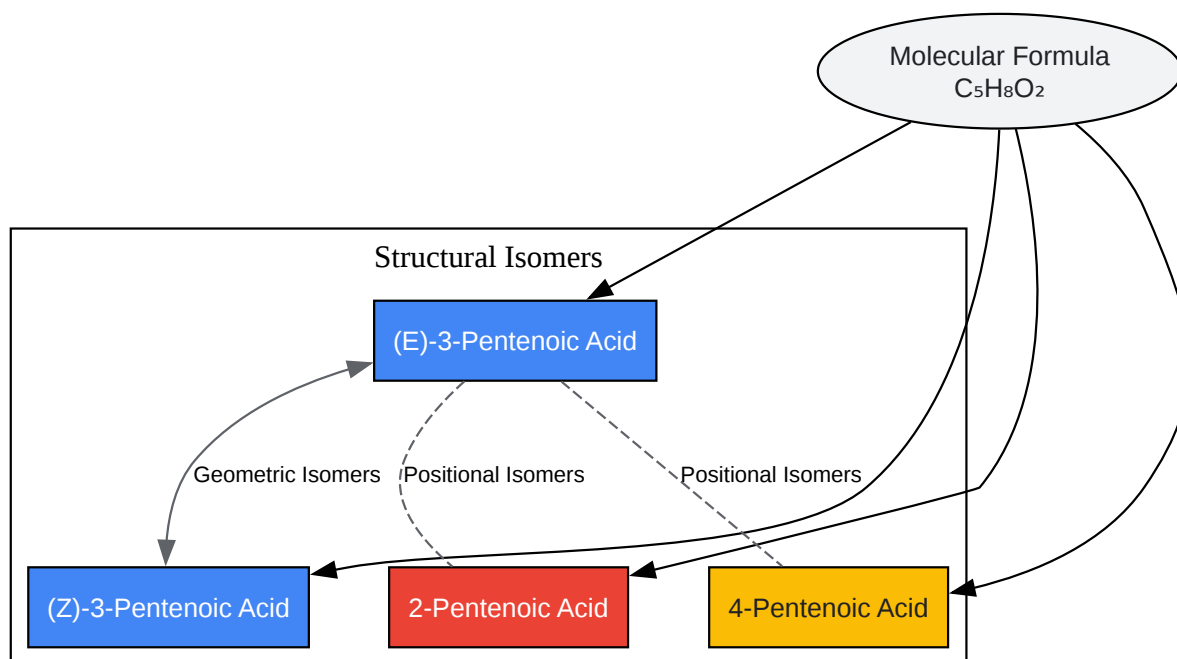 Molecular Formula
C₅H₈O₂
Structural Isomers
(E)-3-Pentenoic Acid
Geometric Isomers
Positional Isomers
Positional Isomers
(Z)-3-Pentenoic Acid
2-Pentenoic Acid
4-Pentenoic Acid